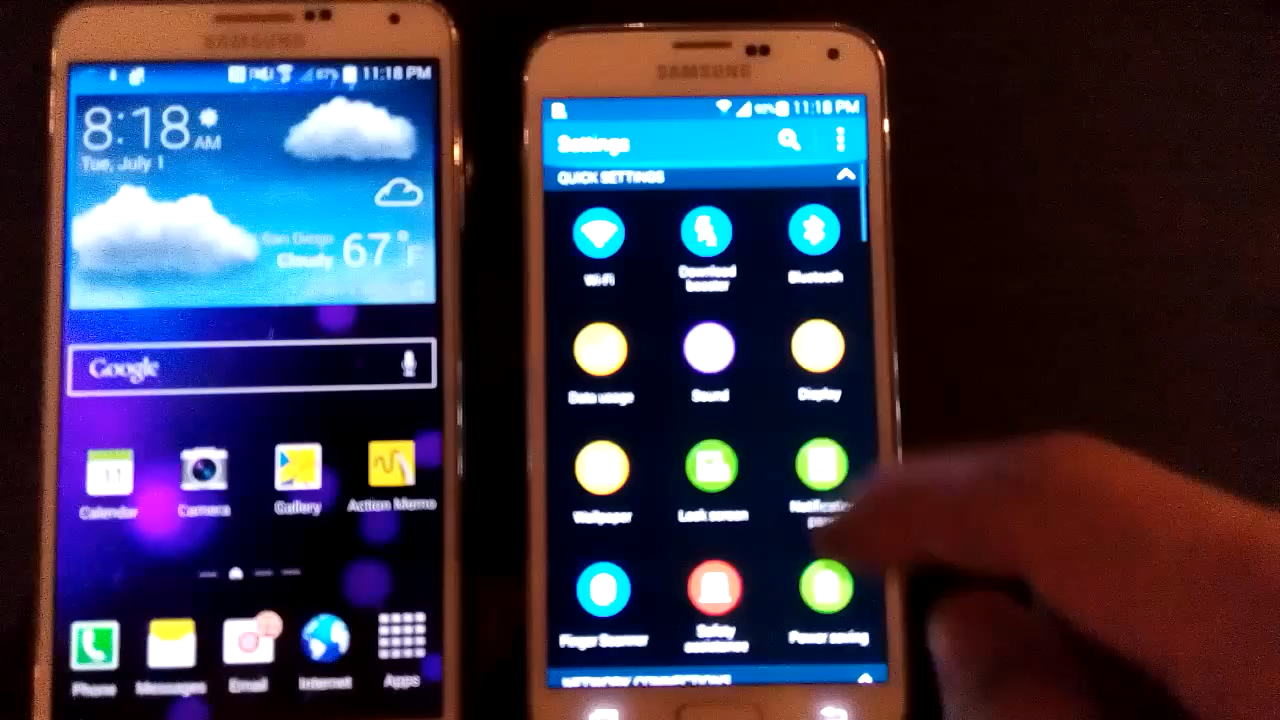 SAMSUNG
11:18 PM
8:18 AM
Tue, July 1
San Diego
Cloudy
67°F
Google
11
Calendar
Camera
Gallery
Action Memo
Phone
Messages
Email
Internet
Apps
SAMSUNG
11:18 PM
Settings
QUICK SETTINGS
Wi-Fi
Download
booster
Bluetooth
Data usage
Sound
Display
Wallpaper
Lock screen
Finger Scanner
Safety
assistance
Power saving